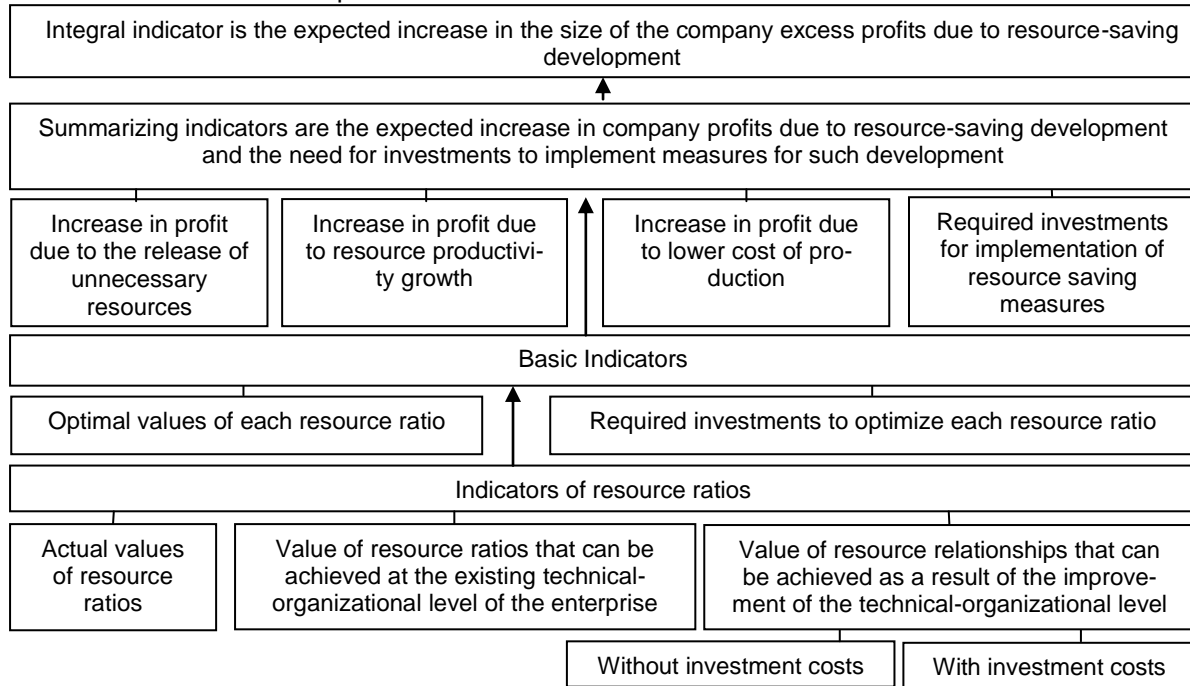 Integral indicator is the expected increase in the size of the company excess profits due to resource-saving
development
Summarizing indicators are the expected increase in company profits due to resource-saving development
and the need for investments to implement measures for such development
Increase in profit
due to the release of
unnecessary
resources
Increase in profit due
to resource productivi-
ty growth
Increase in profit due
to lower cost of pro-
duction
Required investments
for implementation of
resource saving
measures
Basic Indicators
Optimal values of each resource ratio
Required investments to optimize each resource ratio
Indicators of resource ratios
Actual values
of resource
ratios
Value of resource ratios that can be
achieved at the existing technical-
organizational level of the enterprise
Value of resource relationships that can
be achieved as a result of the improve-
ment of the technical-organizational level
Without investment costs
With investment costs